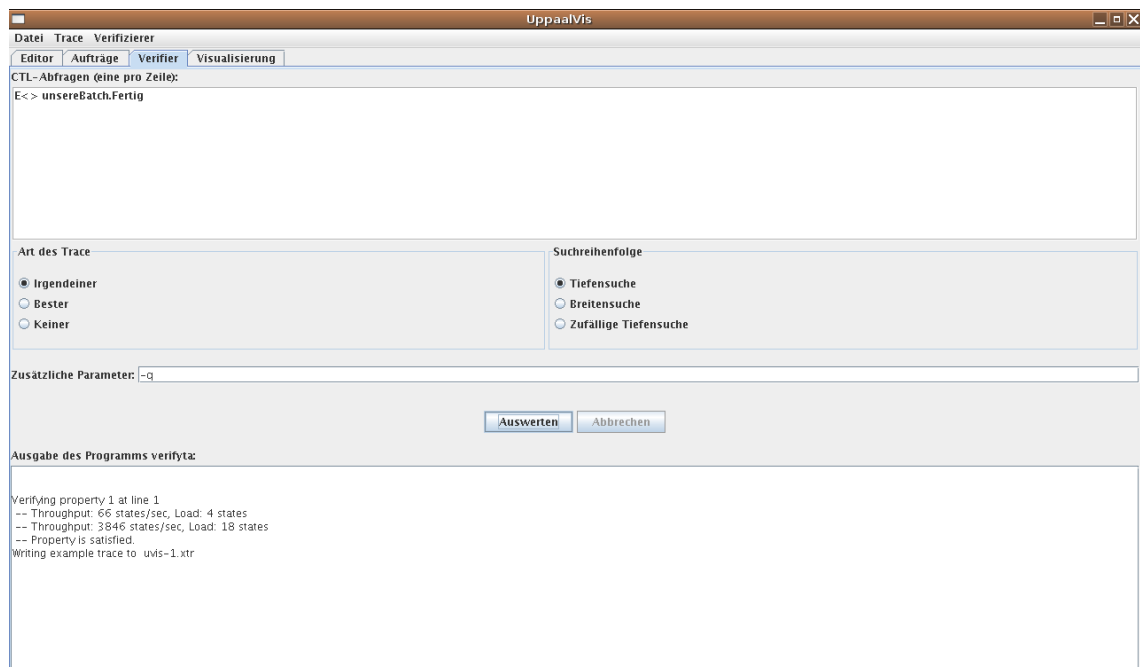 UppaalVis
Datei Trace Verifizierer
Editor Aufträge Verifier Visualisierung
CTL-Abfragen (eine pro Zeile):
E<> unsereBatch.Fertig
Art des Trace
Irgendeiner
Bester
Keiner
Suchreihenfolge
Tiefensuche
Breitensuche
Zufällige Tiefensuche
Zusätzliche Parameter: -q
Auswerten Abbrechen
Ausgabe des Programms verifyta:
Verifying property 1 at line 1
-- Throughput: 66 states/sec, Load: 4 states
-- Throughput: 3846 states/sec, Load: 18 states
-- Property is satisfied.
Writing example trace to uvis-1.xtr